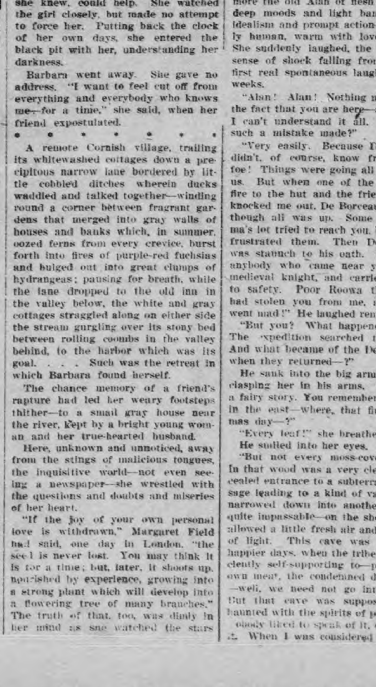 she knew, could help. She watched
the girl closely, but made no attempt
to force her. Putting back the clock
of her own days, she entered the
black pit with her, understanding her
darkness.
Barbara went away. She gave no
address. "I want to feel cut off from
everything and everybody who knows
me—for a time," she said, when her
friend expostulated.
A remote Cornish village, trailing
its whitewashed cottages down a pre-
cipitous narrow lane bordered by lit-
tle cobbled ditches wherein ducks
waddled and talked together—winding
round a corner between fragrant gar-
dens that merged into gray walls of
houses and banks which, in summer,
oozed ferns from every crevice, burst
forth into fires of purple-red fuchsias
and bulged out into great clumps of
hydrangeas; pausing for breath, while
the lane dropped to the old inn in
the valley below, the white and gray
cottages straggled along on either side
the stream gurgling over its stony bed
between rolling coombs in the valley
behind, to the harbor which was its
goal. . . . Such was the retreat in
which Barbara found herself.
The chance memory of a friend's
rapture had led her weary footsteps
thither—to a small gray house near
the river, kept by a bright young wom-
an and her true-hearted husband.
Here, unknown and unnoticed, away
from the stings of malicious tongues,
the inquisitive world—not even see-
ing a newspaper—she wrestled with
the questions and doubts and miseries
of her heart.
"If the joy of your own personal
love is withdrawn," Margaret Field
had said, one day in London, "the
seed is never lost. You may think it
is for a time; but, later, it shoots up,
nourished by experience, growing into
a strong plant which will develop into
a flowering tree of many branches."
The truth of that, too, was dimly in
her mind as she watched the stars
more the old Alan of flesh
deep moods and light
idealism and prompt action
ly human, warm with love
She suddenly laughed, the
sense of shock falling from
first real spontaneous laugh
weeks.
"Alan! Alan! Nothing
the fact that you are here—
I can't understand it all.
such a mistake made?"
"Very easily. Because
didn't, of course, know
foe! Things were going all
us. But when one of the
fire to the hut and the
knocked me out, De Borceau
though all was up. Some
ma's lot tried to reach you,
frustrated them. Then
was staunch to his oath.
anybody who came near
medieval knight, and carried
to safety. Poor Roowa
had stolen you from me,
went mad!" He laughed
"But you? What happened
The expedition searched
And what became of the
when they returned—?"
He sank into the big arm
clasping her in his arms.
a fairy story. You remember
in the east—where, that
mas day—?"
"Every leaf!" she breathe
He smiled into her eyes.
"But not every
In that wood was a very
cealed entrance to a
sage leading to a kind of
narrowed down into
quite impassable—on the
allowed a little fresh air and
of light. This cave was
happier days, when the tribe
ciently self-supporting
own meat, the condemned
—well, we need not go
But that cave was
haunted with the spirits of
obody liked to speak of it,
it. When I was considered